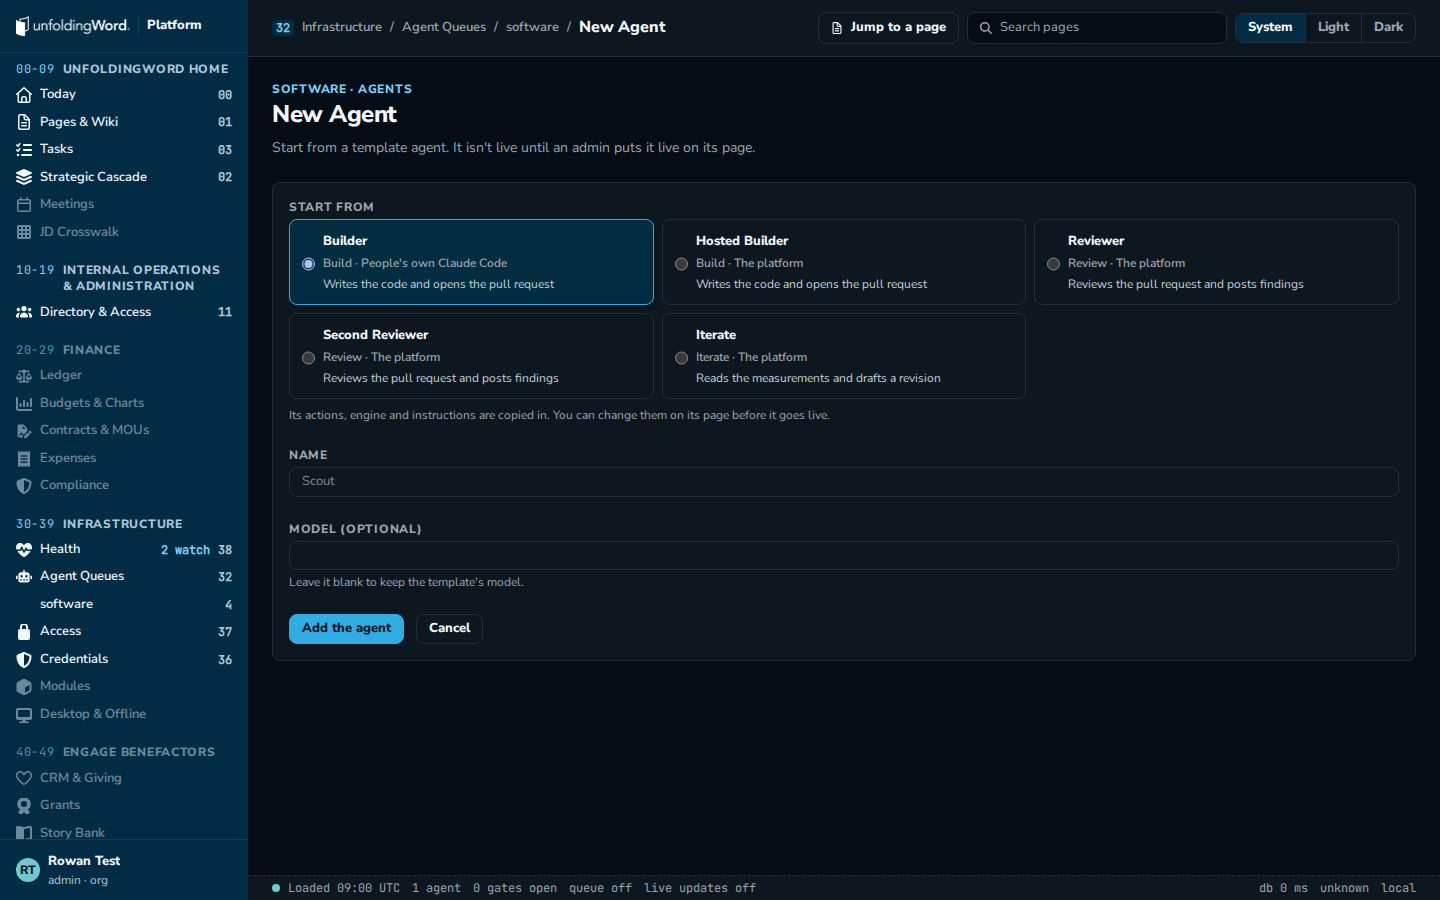 unfoldingWord Platform
00-09 UNFOLDINGWORD HOME
Today 00
Pages & Wiki 01
Tasks 03
Strategic Cascade 02
Meetings
JD Crosswalk
10-19 INTERNAL OPERATIONS
& ADMINISTRATION
Directory & Access 11
20-29 FINANCE
Ledger
Budgets & Charts
Contracts & MOUs
Expenses
Compliance
30-39 INFRASTRUCTURE
Health 2 watch 38
Agent Queues 32
software 4
Access 37
Credentials 36
Modules
Desktop & Offline
40-49 ENGAGE BENEFACTORS
CRM & Giving
Grants
Story Bank
RT Rowan Test
admin · org
32 Infrastructure / Agent Queues / software / New Agent
Jump to a page
Search pages
System Light Dark
SOFTWARE · AGENTS
New Agent
Start from a template agent. It isn't live until an admin puts it live on its page.
START FROM
Builder
Build · People's own Claude Code
Writes the code and opens the pull request
Hosted Builder
Build · The platform
Writes the code and opens the pull request
Reviewer
Review · The platform
Reviews the pull request and posts findings
Second Reviewer
Review · The platform
Reviews the pull request and posts findings
Iterate
Iterate · The platform
Reads the measurements and drafts a revision
Its actions, engine and instructions are copied in. You can change them on its page before it goes live.
NAME
Scout
MODEL (OPTIONAL)
Leave it blank to keep the template's model.
Add the agent Cancel
Loaded 09:00 UTC 1 agent 0 gates open queue off live updates off db 0 ms unknown local